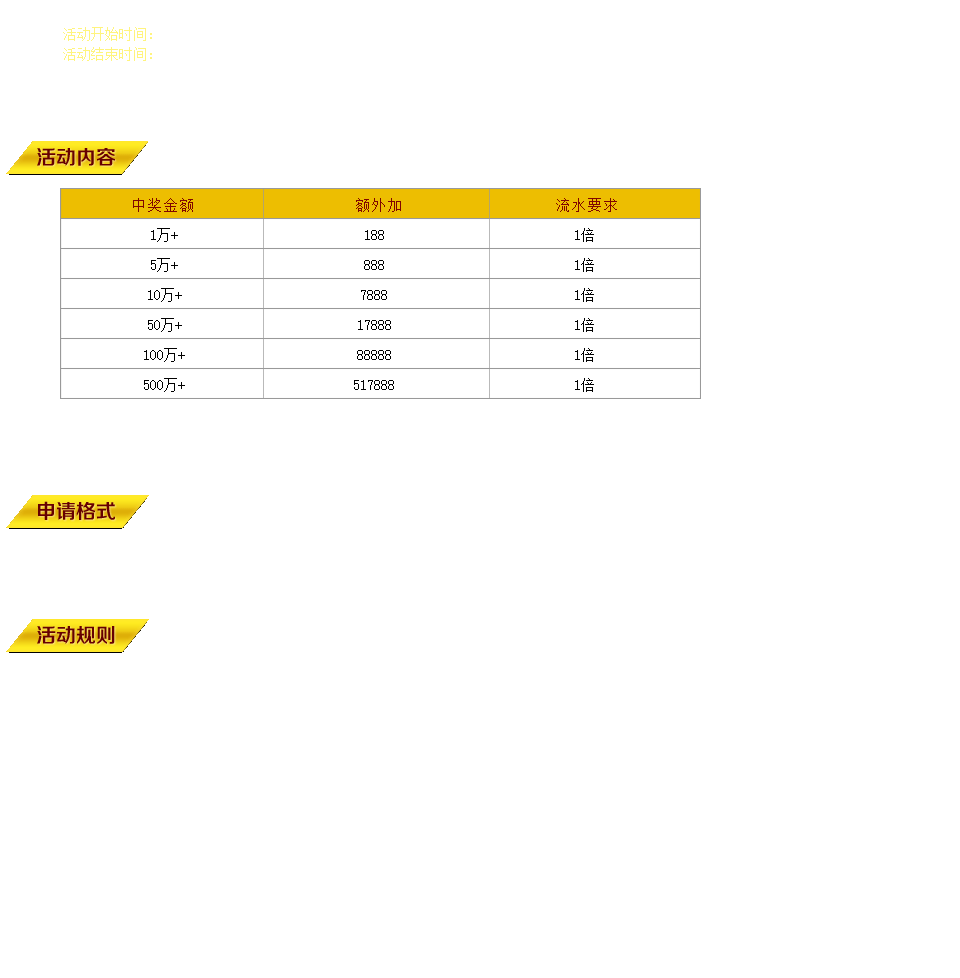 活动开始时间：
活动结束时间：
活动内容
中奖金额 额外加 流水要求
1万+ 188 1倍
5万+ 888 1倍
10万+ 7888 1倍
50万+ 17888 1倍
100万+ 88888 1倍
500万+ 517888 1倍
申请格式
活动规则